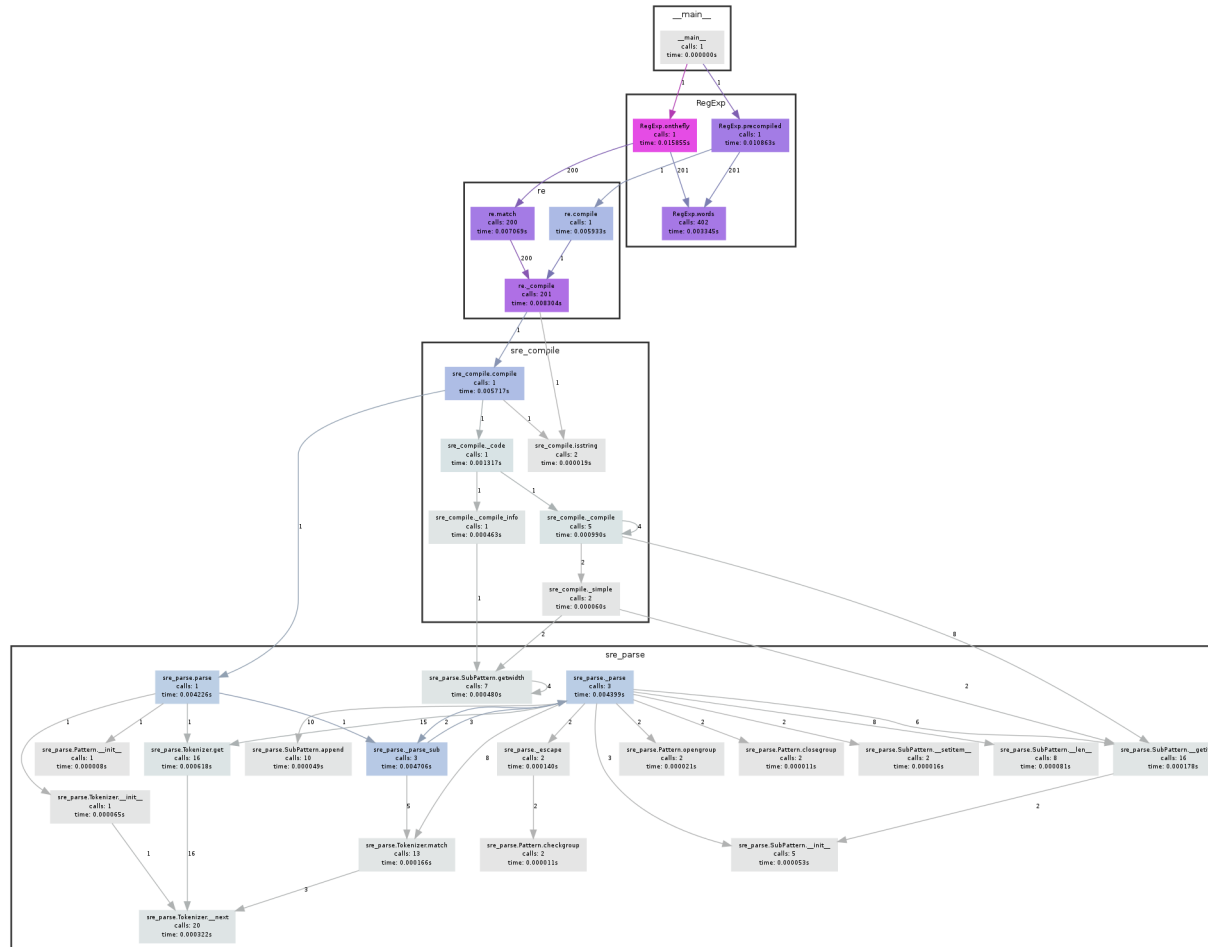 __main__
__main__
calls: 1
time: 0.000000s
1
1
RegExp
RegExp.onthefly
calls: 1
time: 0.015855s
RegExp.precompiled
calls: 1
time: 0.010863s
200
1
201
201
re
re.match
calls: 200
time: 0.007069s
re.compile
calls: 1
time: 0.005933s
RegExp.words
calls: 402
time: 0.003345s
200
1
re._compile
calls: 201
time: 0.008304s
1
sre_compile
sre_compile.compile
calls: 1
time: 0.005717s
1
1
1
sre_compile._code
calls: 1
time: 0.001317s
sre_compile.isstring
calls: 2
time: 0.000019s
1
1
sre_compile._compile_info
calls: 1
time: 0.000463s
sre_compile._compile
calls: 5
time: 0.000990s
4
1
2
sre_compile._simple
calls: 2
time: 0.000060s
1
2
8
sre_parse
sre_parse.parse
calls: 1
time: 0.004226s
sre_parse.SubPattern.getwidth
calls: 7
time: 0.000480s
4
sre_parse._parse
calls: 3
time: 0.004399s
2
1
1
1
1
10
15
2
3
2
2
2
2
8
6
sre_parse.Pattern.__init__
calls: 1
time: 0.000008s
sre_parse.Tokenizer.get
calls: 16
time: 0.000618s
sre_parse.SubPattern.append
calls: 10
time: 0.000049s
sre_parse._parse_sub
calls: 3
time: 0.004706s
8
sre_parse._escape
calls: 2
time: 0.000140s
3
sre_parse.Pattern.opengroup
calls: 2
time: 0.000021s
sre_parse.Pattern.closegroup
calls: 2
time: 0.000011s
sre_parse.SubPattern.__setitem__
calls: 2
time: 0.000016s
sre_parse.SubPattern.__len__
calls: 8
time: 0.000081s
sre_parse.SubPattern.__geti
calls: 16
time: 0.000178s
sre_parse.Tokenizer.__init__
calls: 1
time: 0.000065s
5
2
2
1
16
sre_parse.Tokenizer.match
calls: 13
time: 0.000166s
sre_parse.Pattern.checkgroup
calls: 2
time: 0.000011s
sre_parse.SubPattern.__init__
calls: 5
time: 0.000053s
3
sre_parse.Tokenizer.__next
calls: 20
time: 0.000322s